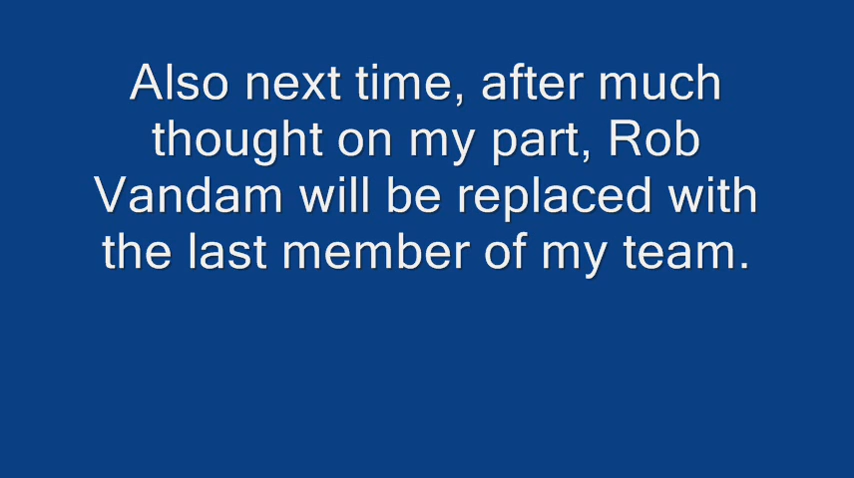 Also next time, after much
thought on my part, Rob
Vandam will be replaced with
the last member of my team.